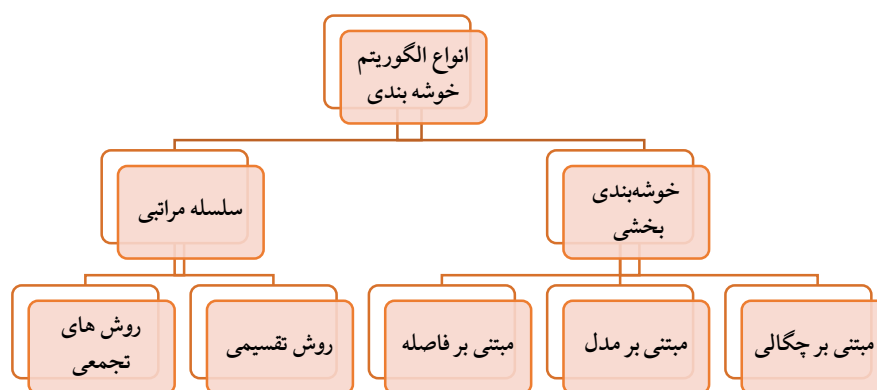 انواع الگوریتم
خوشه بندی
خوشه‌بندی
بخشی
سلسله مراتبی
مبتنی بر چگالی
مبتنی بر مدل
مبتنی بر فاصله
روش تقسیمی
روش های
تجمعی